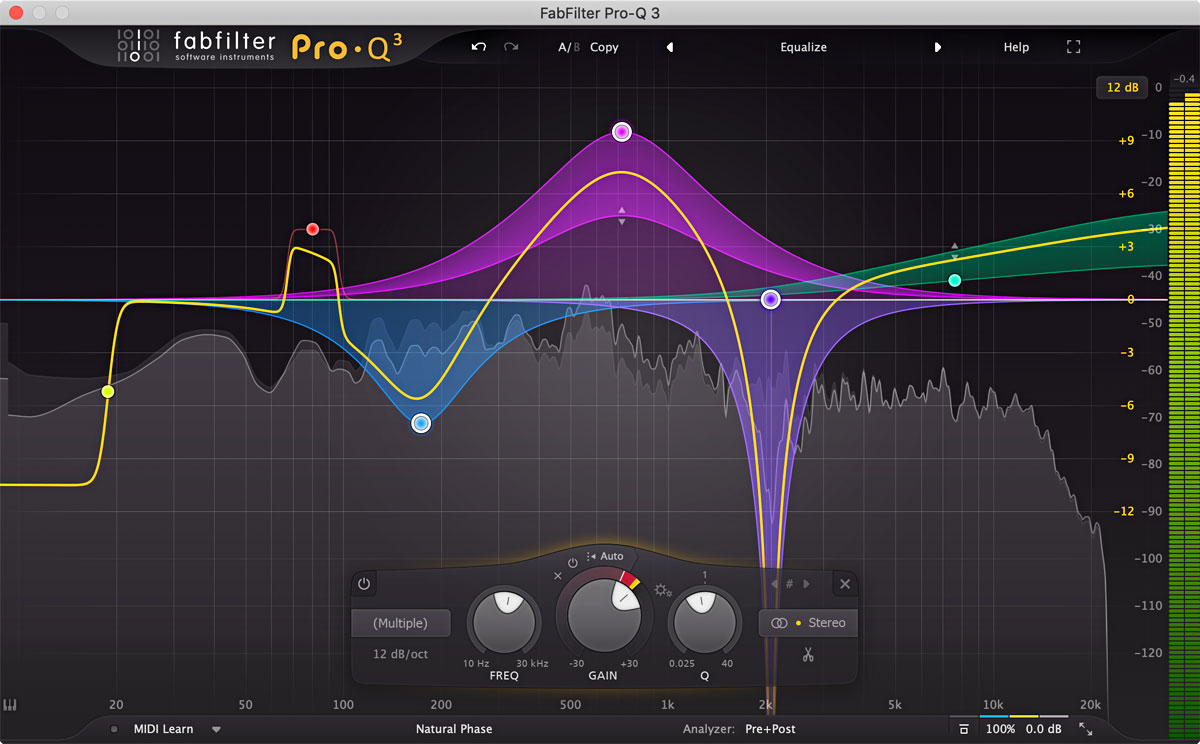 FabFilter Pro-Q 3
fabfilter
software instruments
Pro·Q3
A/B Copy
Equalize
Help
12 dB 0 -0.4
+9 -10
+6 -20
+3 -30
-40
0 -50
-3 -60
-6 -70
-9 -80
-12 -90
-100
-110
-120
Auto
1
#
(Multiple)
Stereo
12 dB/oct
10 Hz 30 kHz
-30 +30
0.025 40
FREQ
GAIN
Q
20 50 100 200 500 1k 2k 5k 10k 20k
MIDI Learn
Natural Phase
Analyzer: Pre+Post
100% 0.0 dB